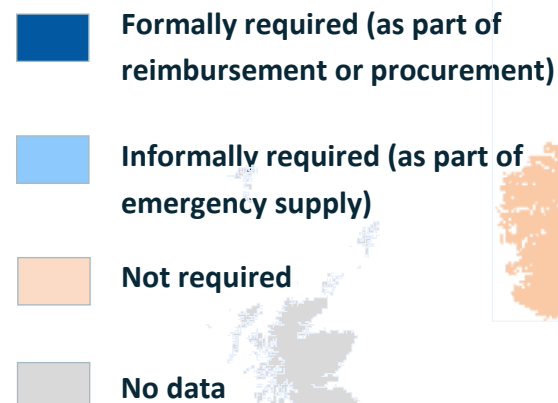 Formally required (as part of
reimbursement or procurement)
Informally required (as part of
emergency supply)
Not required
No data